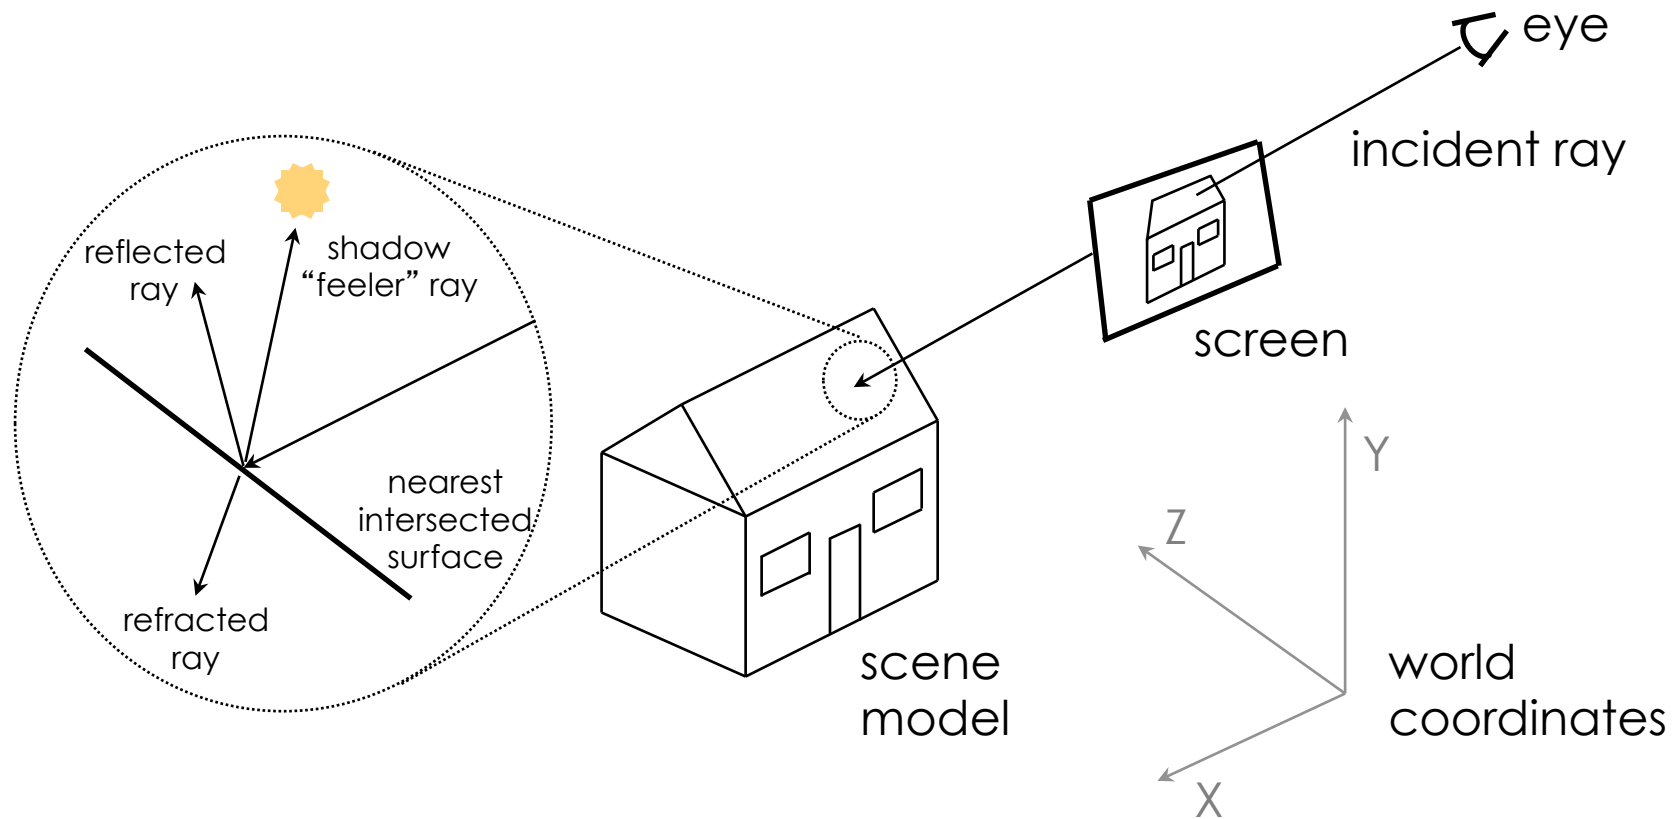 eye
incident ray
screen
reflected
ray
shadow
“feeler” ray
nearest
intersected
surface
refracted
ray
scene
model
Y
Z
X
world
coordinates